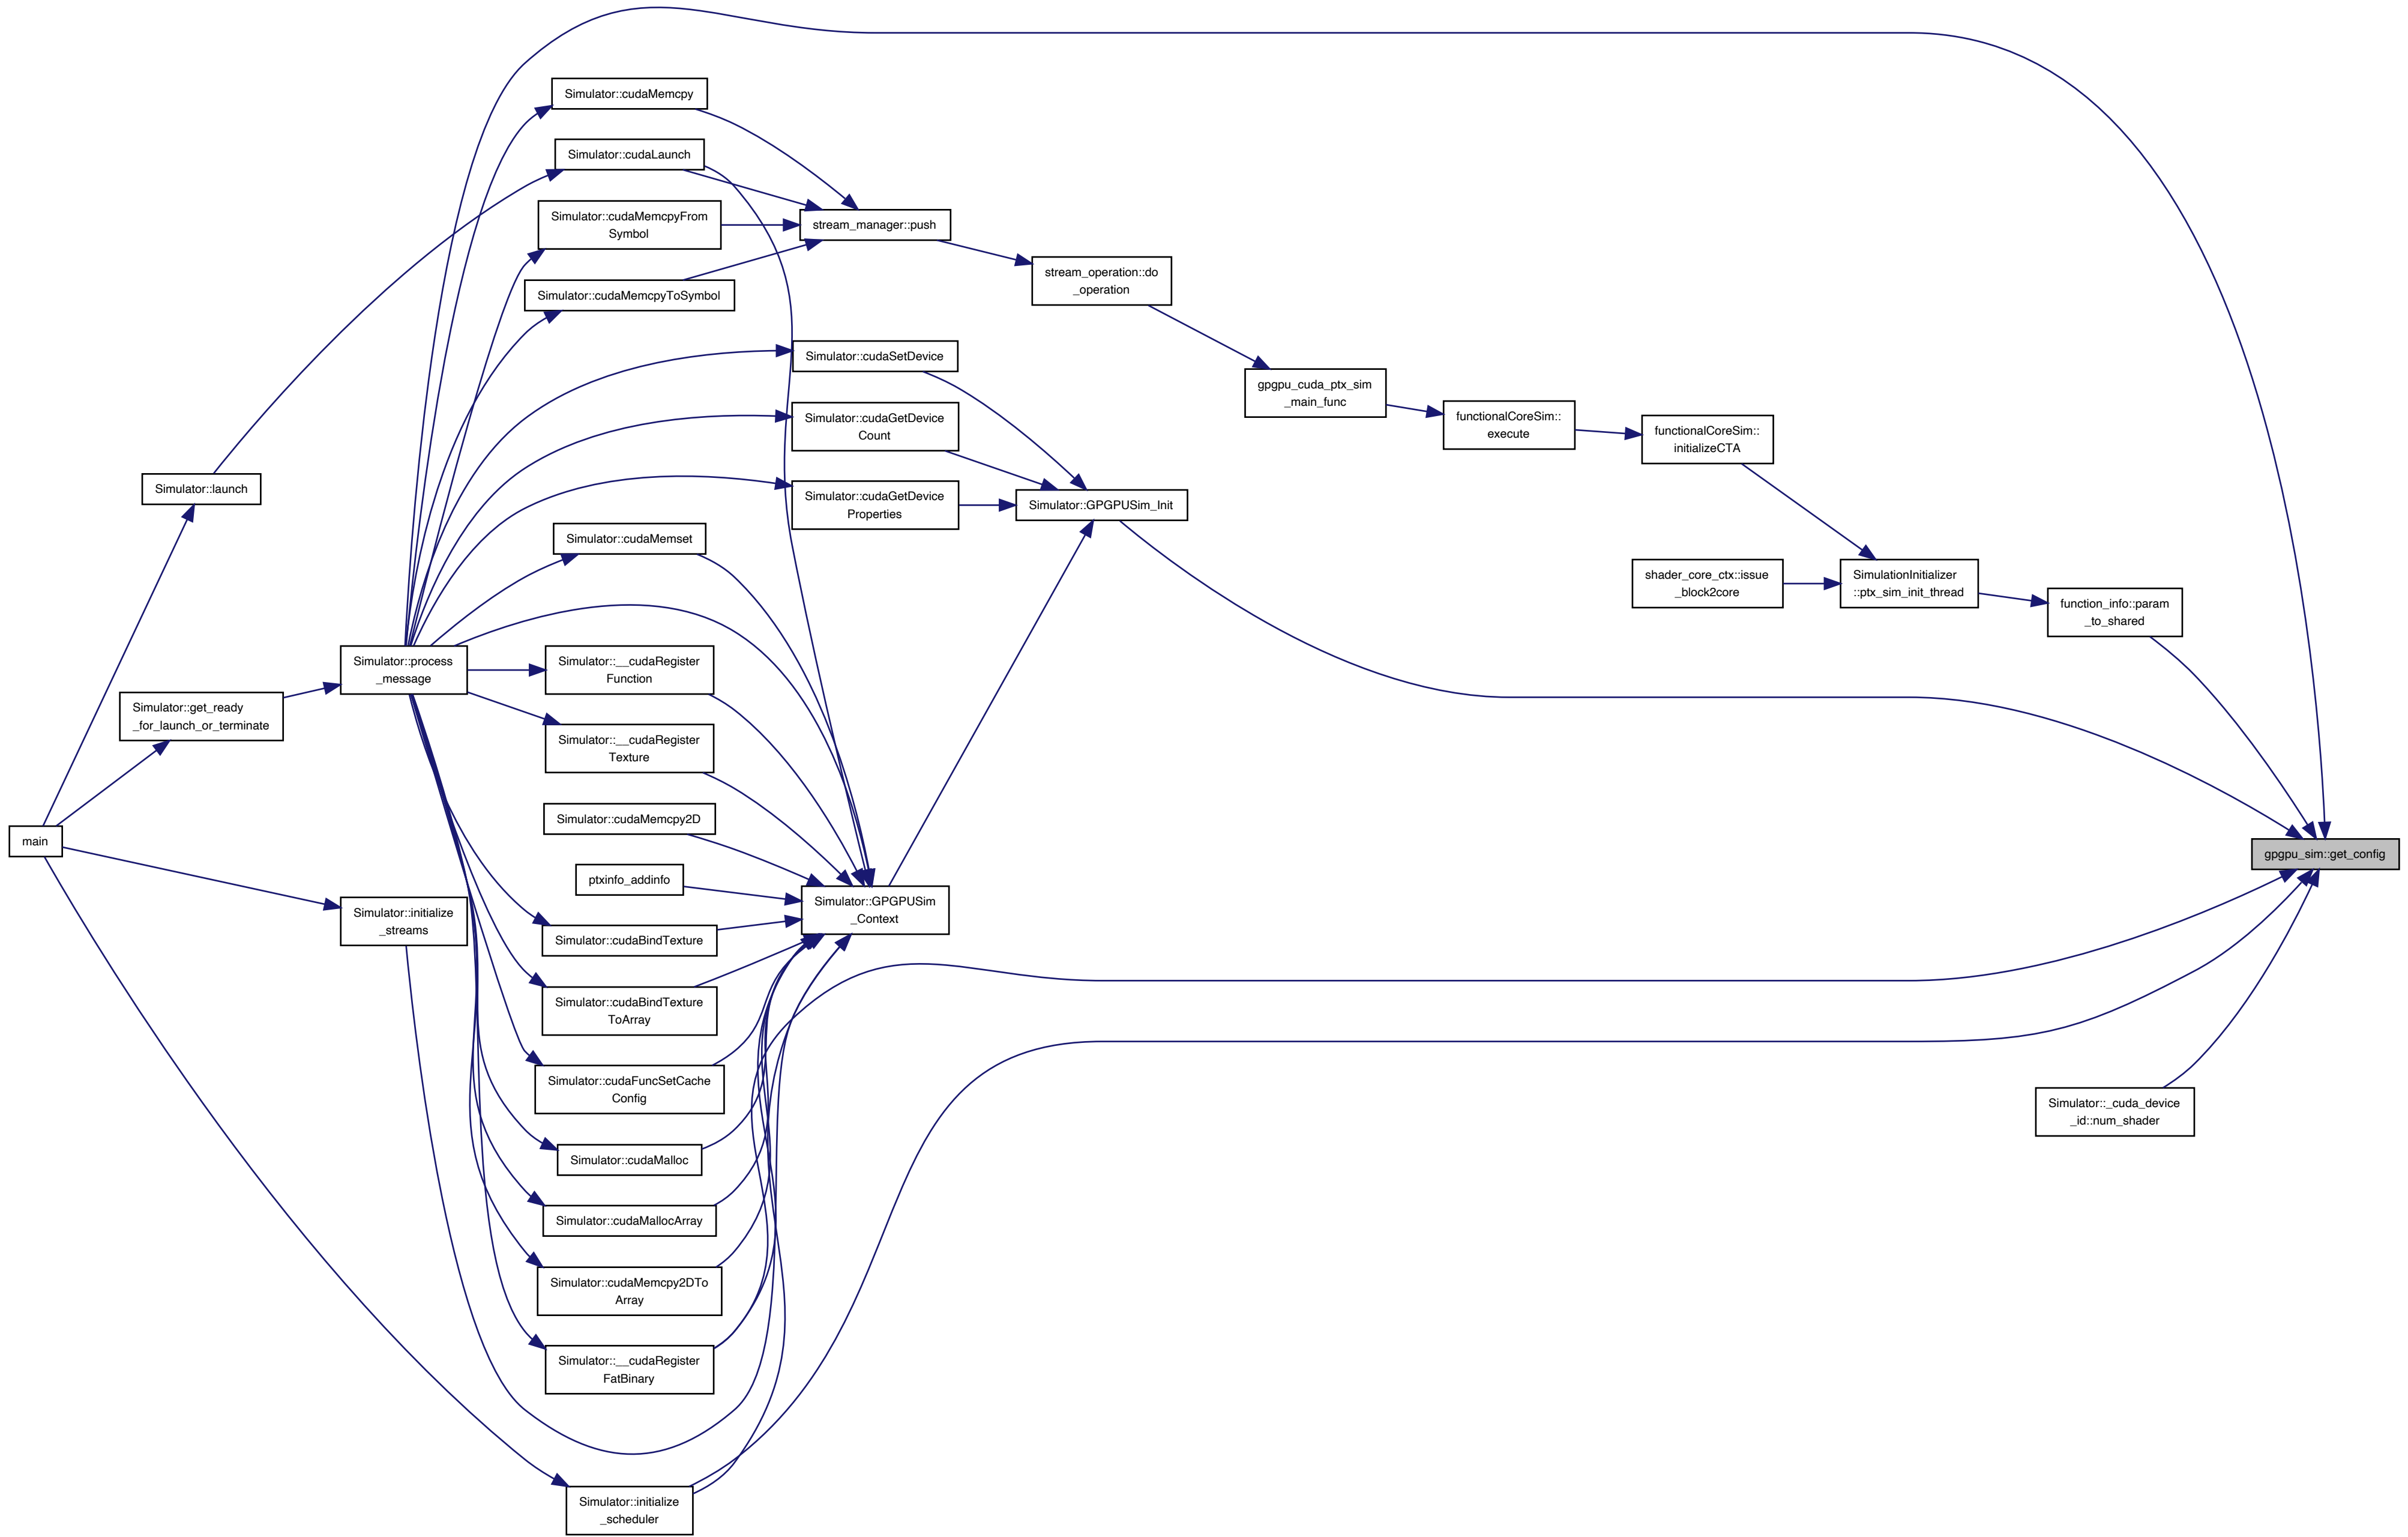 Simulator::cudaMemcpy
Simulator::cudaLaunch
Simulator::cudaMemcpyFrom
Symbol
stream_manager::push
stream_operation::do
_operation
Simulator::cudaMemcpyToSymbol
Simulator::cudaSetDevice
gpgpu_cuda_ptx_sim
_main_func
Simulator::cudaGetDevice
Count
functionalCoreSim::
execute
functionalCoreSim::
initializeCTA
Simulator::launch
Simulator::cudaGetDevice
Properties
Simulator::GPGPUSim_Init
Simulator::cudaMemset
shader_core_ctx::issue
_block2core
SimulationInitializer
::ptx_sim_init_thread
function_info::param
_to_shared
Simulator::process
_message
Simulator::__cudaRegister
Function
Simulator::get_ready
_for_launch_or_terminate
Simulator::__cudaRegister
Texture
Simulator::cudaMemcpy2D
main
gpgpu_sim::get_config
ptxinfo_addinfo
Simulator::GPGPUSim
_Context
Simulator::initialize
_streams
Simulator::cudaBindTexture
Simulator::cudaBindTexture
ToArray
Simulator::cudaFuncSetCache
Config
Simulator::_cuda_device
_id::num_shader
Simulator::cudaMalloc
Simulator::cudaMallocArray
Simulator::cudaMemcpy2DTo
Array
Simulator::__cudaRegister
FatBinary
Simulator::initialize
_scheduler